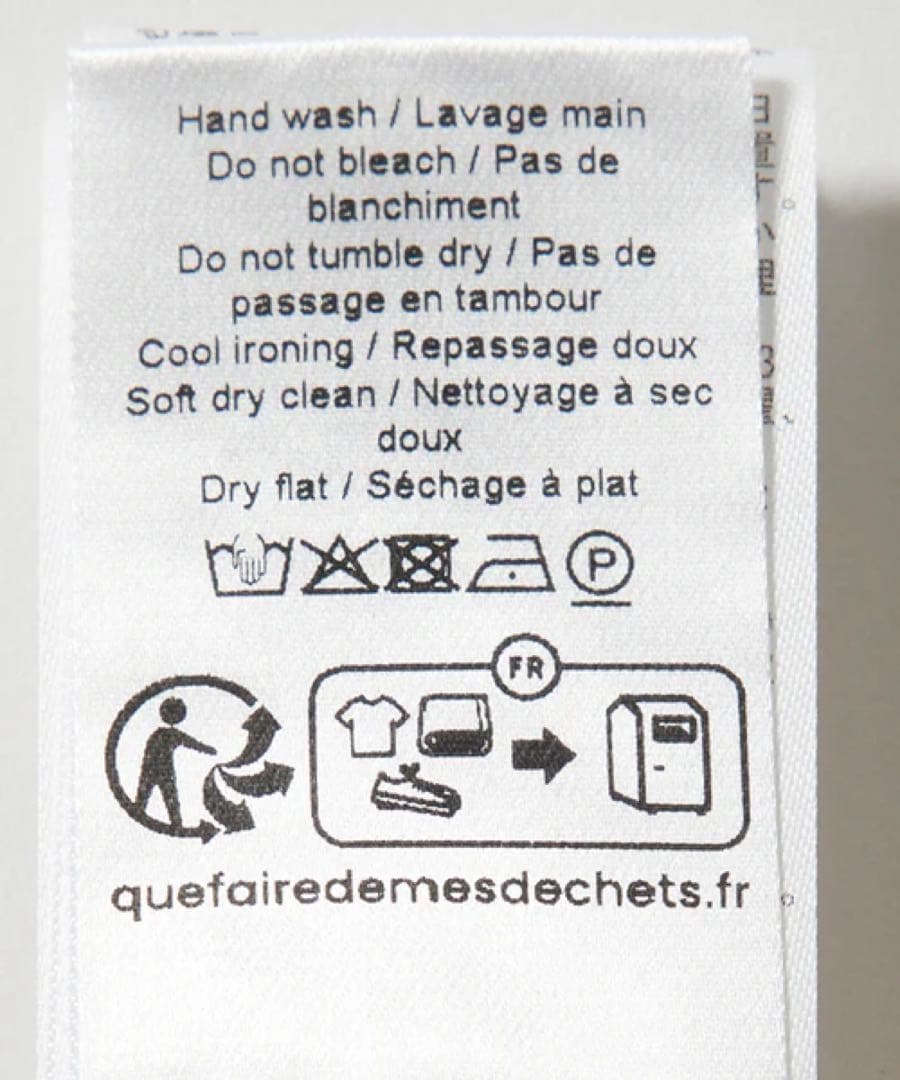 Hand wash / Lavage main
Do not bleach / Pas de
blanchiment
Do not tumble dry / Pas de
passage en tambour
Cool ironing / Repassage doux
Soft dry clean / Nettoyage à sec
doux
Dry flat / Séchage à plat
P
FR
quefairedemesdechets.fr